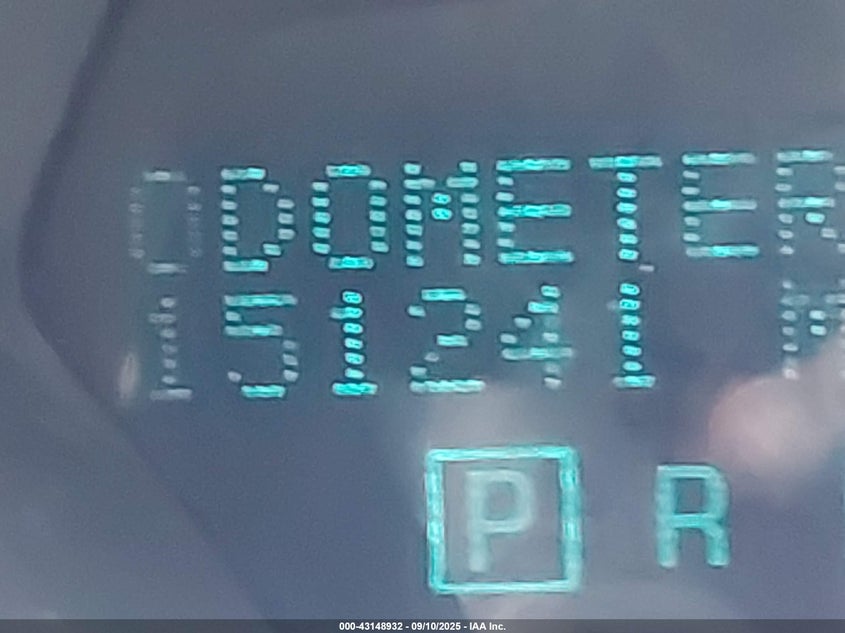 ODOMETER
151241 M
P R
000-43148932 - 09/10/2025 - IAA Inc.